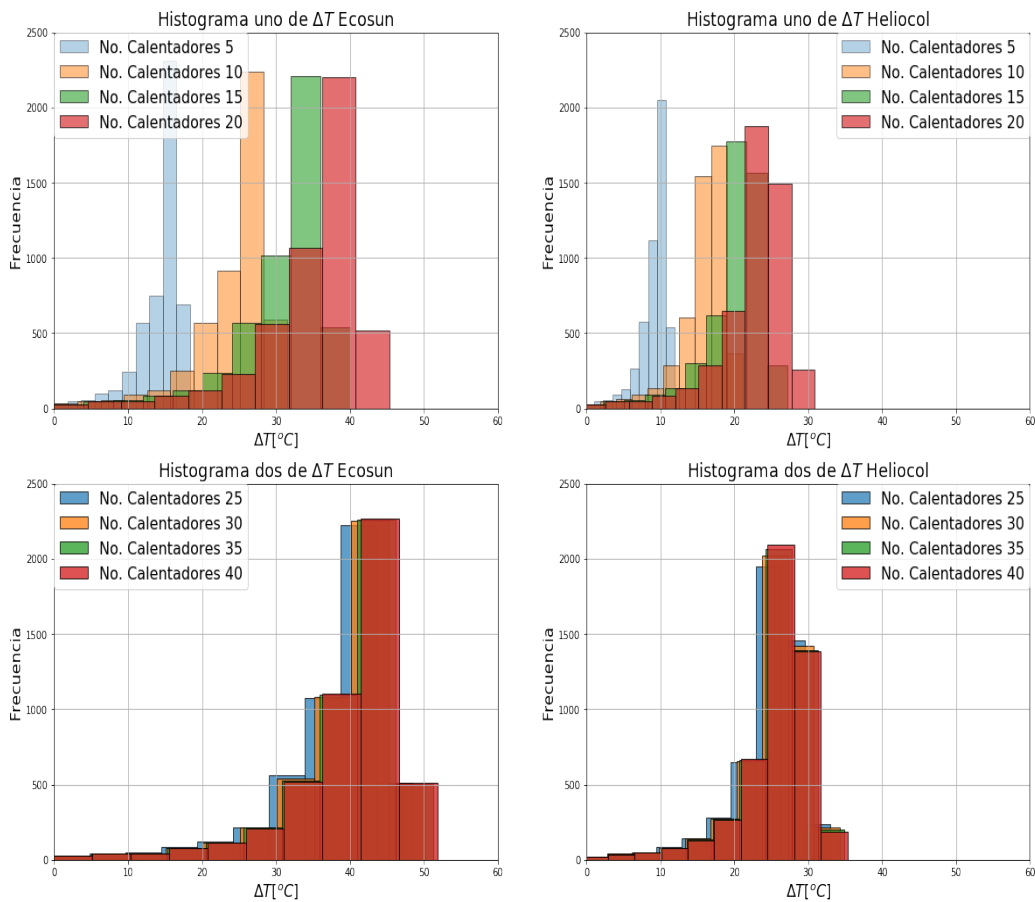 Histograma uno de ΔT Ecosun
2500
2000
1500
1000
500
0
Frecuencia
No. Calentadores 5
No. Calentadores 10
No. Calentadores 15
No. Calentadores 20
0 10 20 30 40 50 60
ΔT[°C]
Histograma uno de ΔT Heliocol
2500
2000
1500
1000
500
0
Frecuencia
No. Calentadores 5
No. Calentadores 10
No. Calentadores 15
No. Calentadores 20
0 10 20 30 40 50 60
ΔT[°C]
Histograma dos de ΔT Ecosun
2500
2000
1500
1000
500
0
Frecuencia
No. Calentadores 25
No. Calentadores 30
No. Calentadores 35
No. Calentadores 40
0 10 20 30 40 50 60
ΔT[°C]
Histograma dos de ΔT Heliocol
2500
2000
1500
1000
500
0
Frecuencia
No. Calentadores 25
No. Calentadores 30
No. Calentadores 35
No. Calentadores 40
0 10 20 30 40 50 60
ΔT[°C]